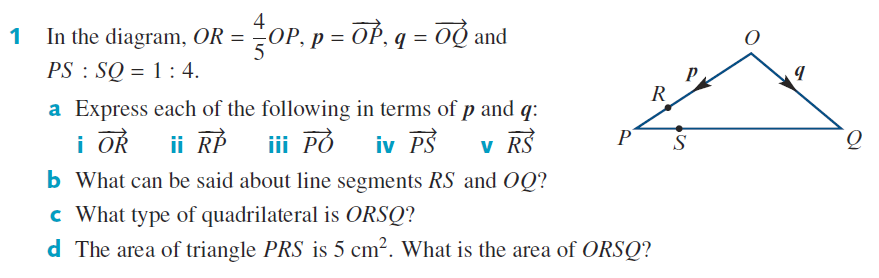 1 In the diagram, OR = 4/5 OP, p = →OP, q = →OQ and
PS : SQ = 1 : 4.
a Express each of the following in terms of p and q:
i →OR ii →RP iii →PO iv →PS v →RS
b What can be said about line segments RS and OQ?
c What type of quadrilateral is ORSQ?
d The area of triangle PRS is 5 cm². What is the area of ORSQ?
O
p q
R
P S Q